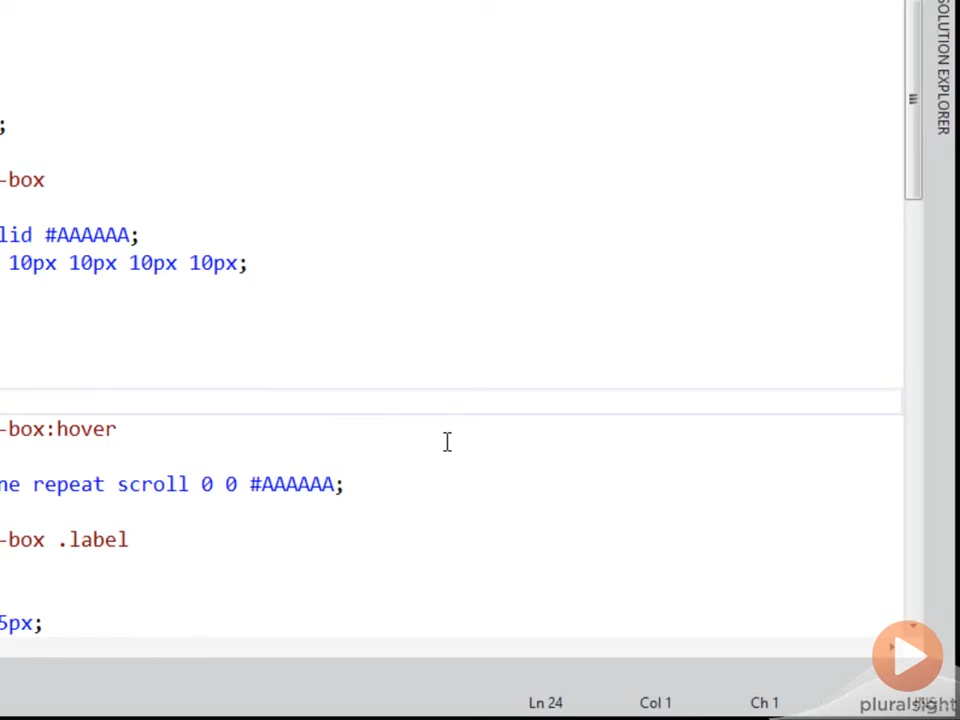 SOLUTION EXPLORER
;
-box
lid #AAAAAA;
10px 10px 10px 10px;
-box:hover
ne repeat scroll 0 0 #AAAAAA;
-box .label
5px;
Ln 24 Col 1 Ch 1
pluralsight